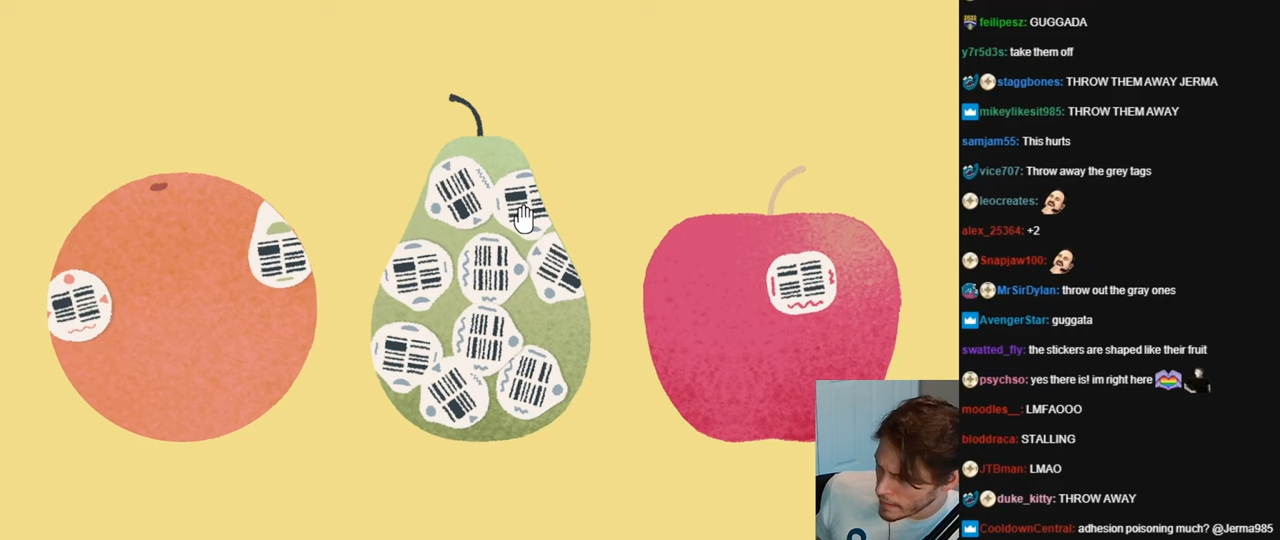 feilipesz: GUGGADA
y7r5d3s: take them off
staggbones: THROW THEM AWAY JERMA
mikeylikesit985: THROW THEM AWAY
samjam55: This hurts
vice707: Throw away the grey tags
leocreates:
alex_25364: +2
Snapjaw100:
MrSirDylan: throw out the gray ones
AvengerStar: guggata
swatted_fly: the stickers are shaped like their fruit
psychso: yes there is! im right here
moodles__: LMFAOOO
bloddraca: STALLING
JTBman: LMAO
duke_kitty: THROW AWAY
CooldownCentral: adhesion poisoning much? @Jerma985